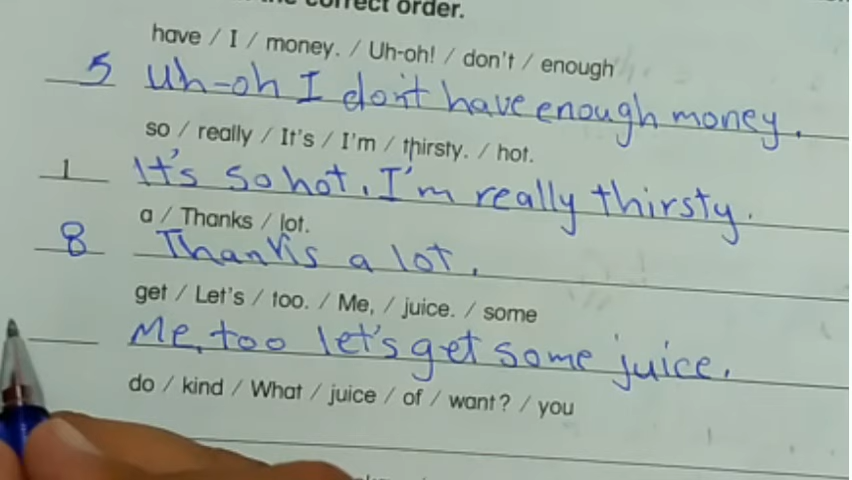 correct order.
have / I / money. / Uh-oh! / don't / enough
5 Uh-oh I don't have enough money.
so / really / It's / I'm / thirsty. / hot.
1 It's so hot. I'm really thirsty.
a / Thanks / lot.
8 Thanks a lot.
get / Let's / too. / Me, / juice. / some
Me, too let's get some juice.
do / kind / What / juice / of / want? / you